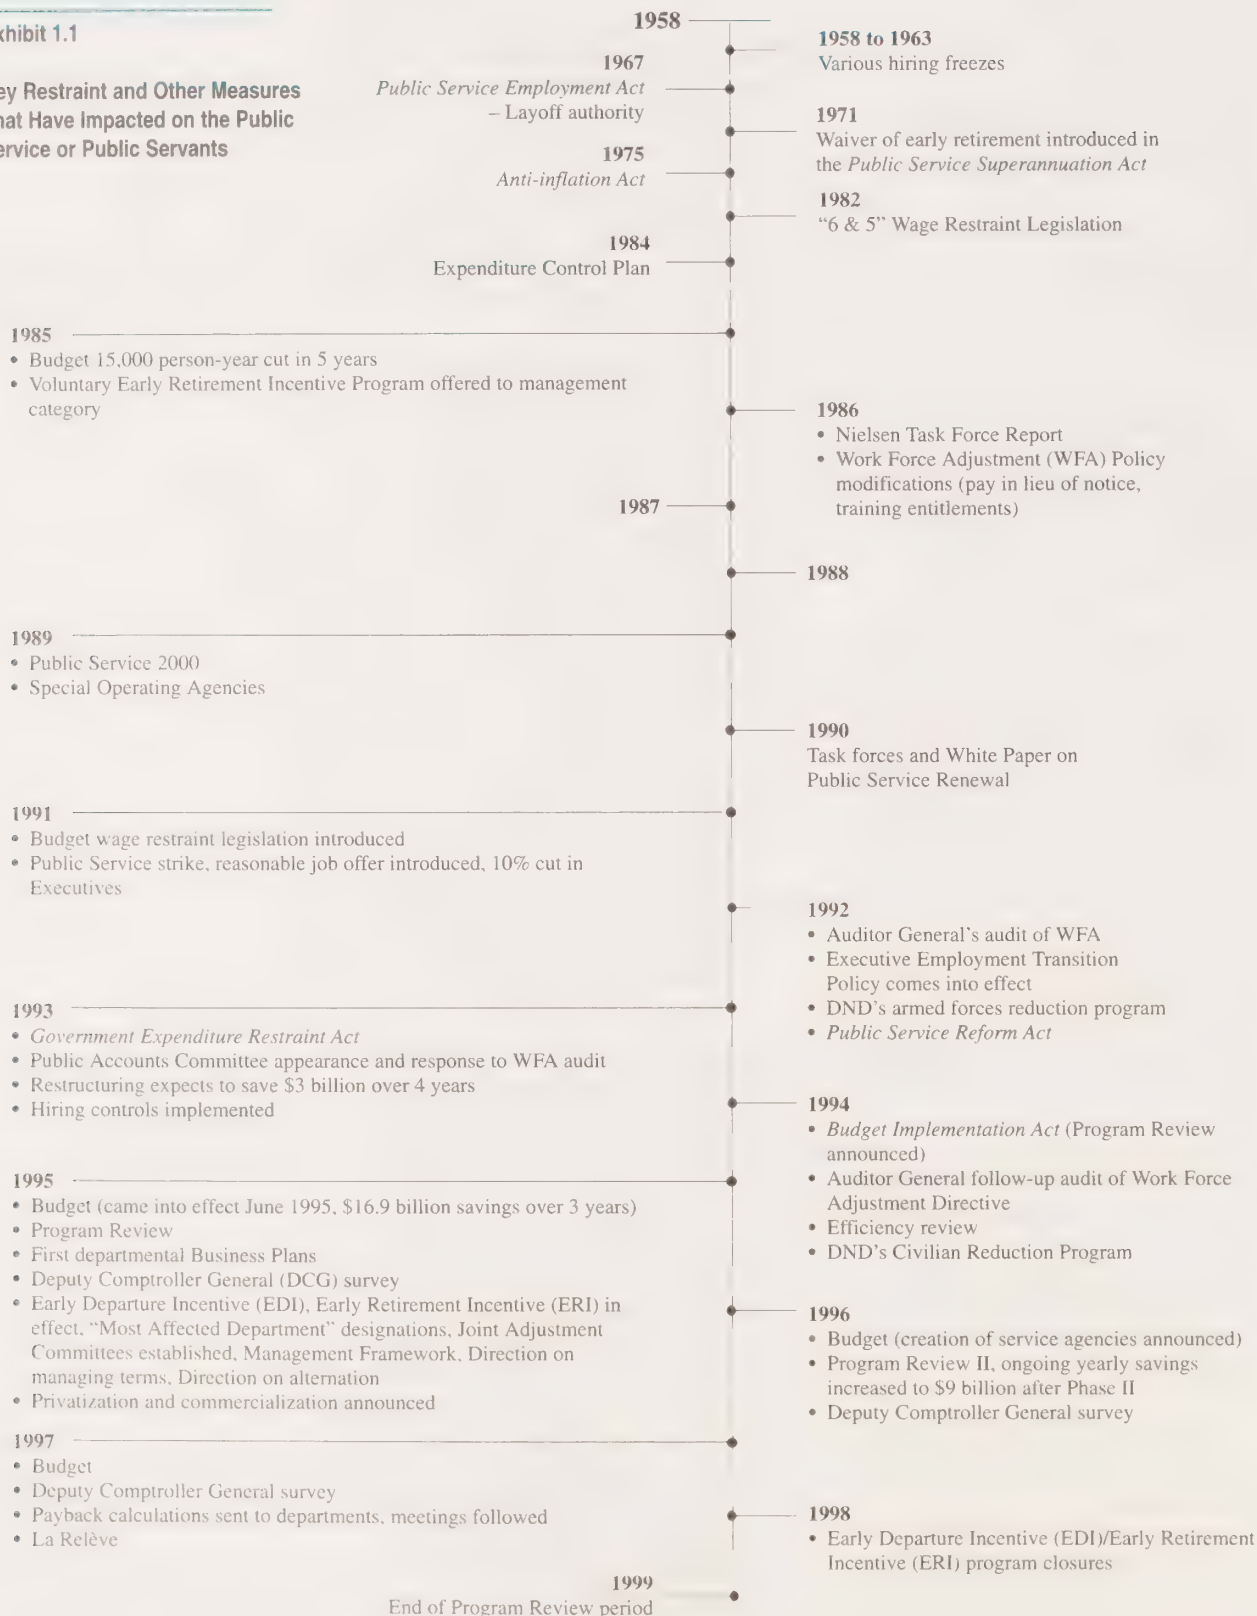 xhibit 1.1
ey Restraint and Other Measures
hat Have Impacted on the Public
ervice or Public Servants
1958
1958 to 1963
Various hiring freezes
1967
Public Service Employment Act
– Layoff authority
1971
Waiver of early retirement introduced in
the Public Service Superannuation Act
1975
Anti-inflation Act
1982
“6 & 5” Wage Restraint Legislation
1984
Expenditure Control Plan
1985
• Budget 15,000 person-year cut in 5 years
• Voluntary Early Retirement Incentive Program offered to management
category
1986
• Nielsen Task Force Report
• Work Force Adjustment (WFA) Policy
modifications (pay in lieu of notice,
training entitlements)
1987
1988
1989
• Public Service 2000
• Special Operating Agencies
1990
Task forces and White Paper on
Public Service Renewal
1991
• Budget wage restraint legislation introduced
• Public Service strike, reasonable job offer introduced, 10% cut in
Executives
1992
• Auditor General’s audit of WFA
• Executive Employment Transition
Policy comes into effect
• DND’s armed forces reduction program
• Public Service Reform Act
1993
• Government Expenditure Restraint Act
• Public Accounts Committee appearance and response to WFA audit
• Restructuring expects to save $3 billion over 4 years
• Hiring controls implemented
1994
• Budget Implementation Act (Program Review
announced)
• Auditor General follow-up audit of Work Force
Adjustment Directive
• Efficiency review
• DND’s Civilian Reduction Program
1995
• Budget (came into effect June 1995, $16.9 billion savings over 3 years)
• Program Review
• First departmental Business Plans
• Deputy Comptroller General (DCG) survey
• Early Departure Incentive (EDI), Early Retirement Incentive (ERI) in
effect, “Most Affected Department” designations, Joint Adjustment
Committees established, Management Framework, Direction on
managing terms, Direction on alternation
• Privatization and commercialization announced
1996
• Budget (creation of service agencies announced)
• Program Review II, ongoing yearly savings
increased to $9 billion after Phase II
• Deputy Comptroller General survey
1997
• Budget
• Deputy Comptroller General survey
• Payback calculations sent to departments, meetings followed
• La Relève
1998
• Early Departure Incentive (EDI)/Early Retirement
Incentive (ERI) program closures
1999
End of Program Review period